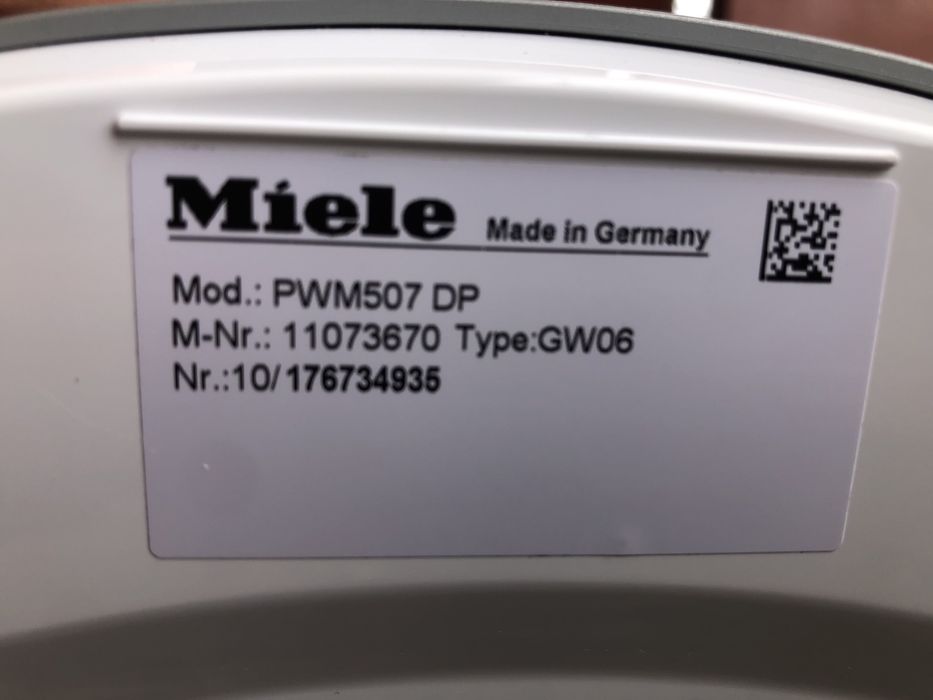 Miele Made in Germany
Mod.: PWM507 DP
M-Nr.: 11073670 Type:GW06
Nr.:10/176734935